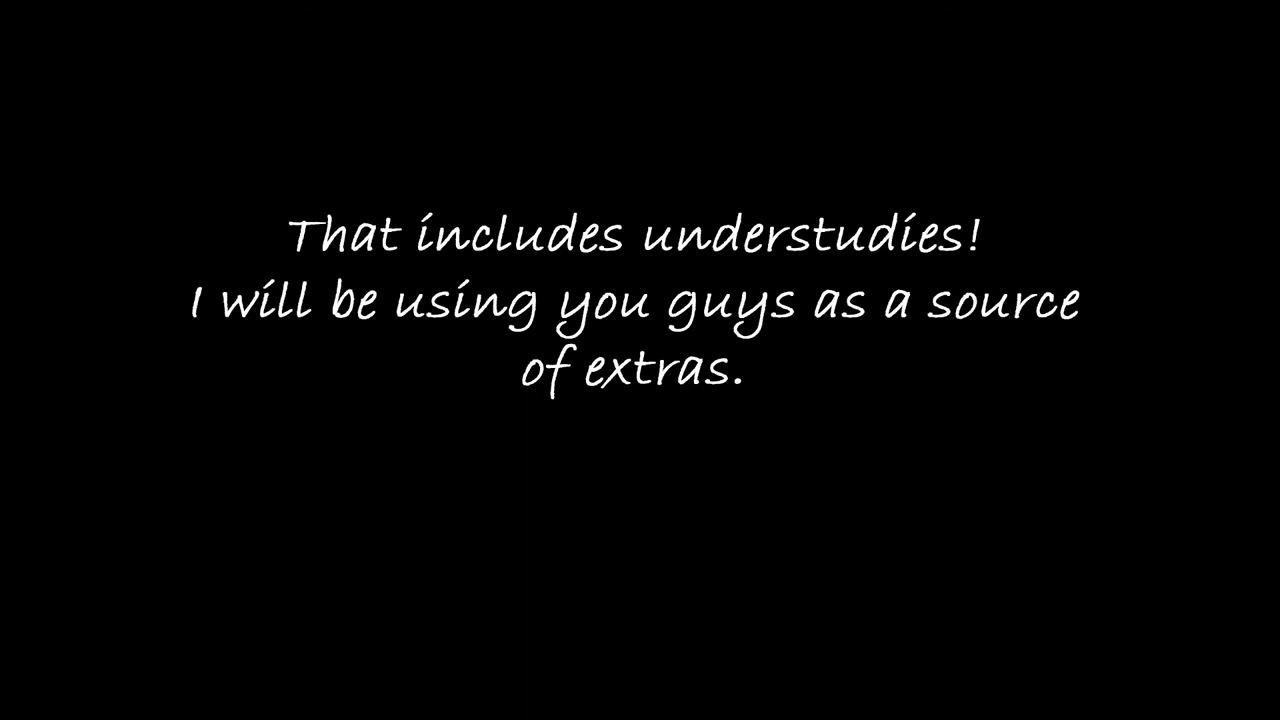 That includes understudies!
I will be using you guys as a source
of extras.